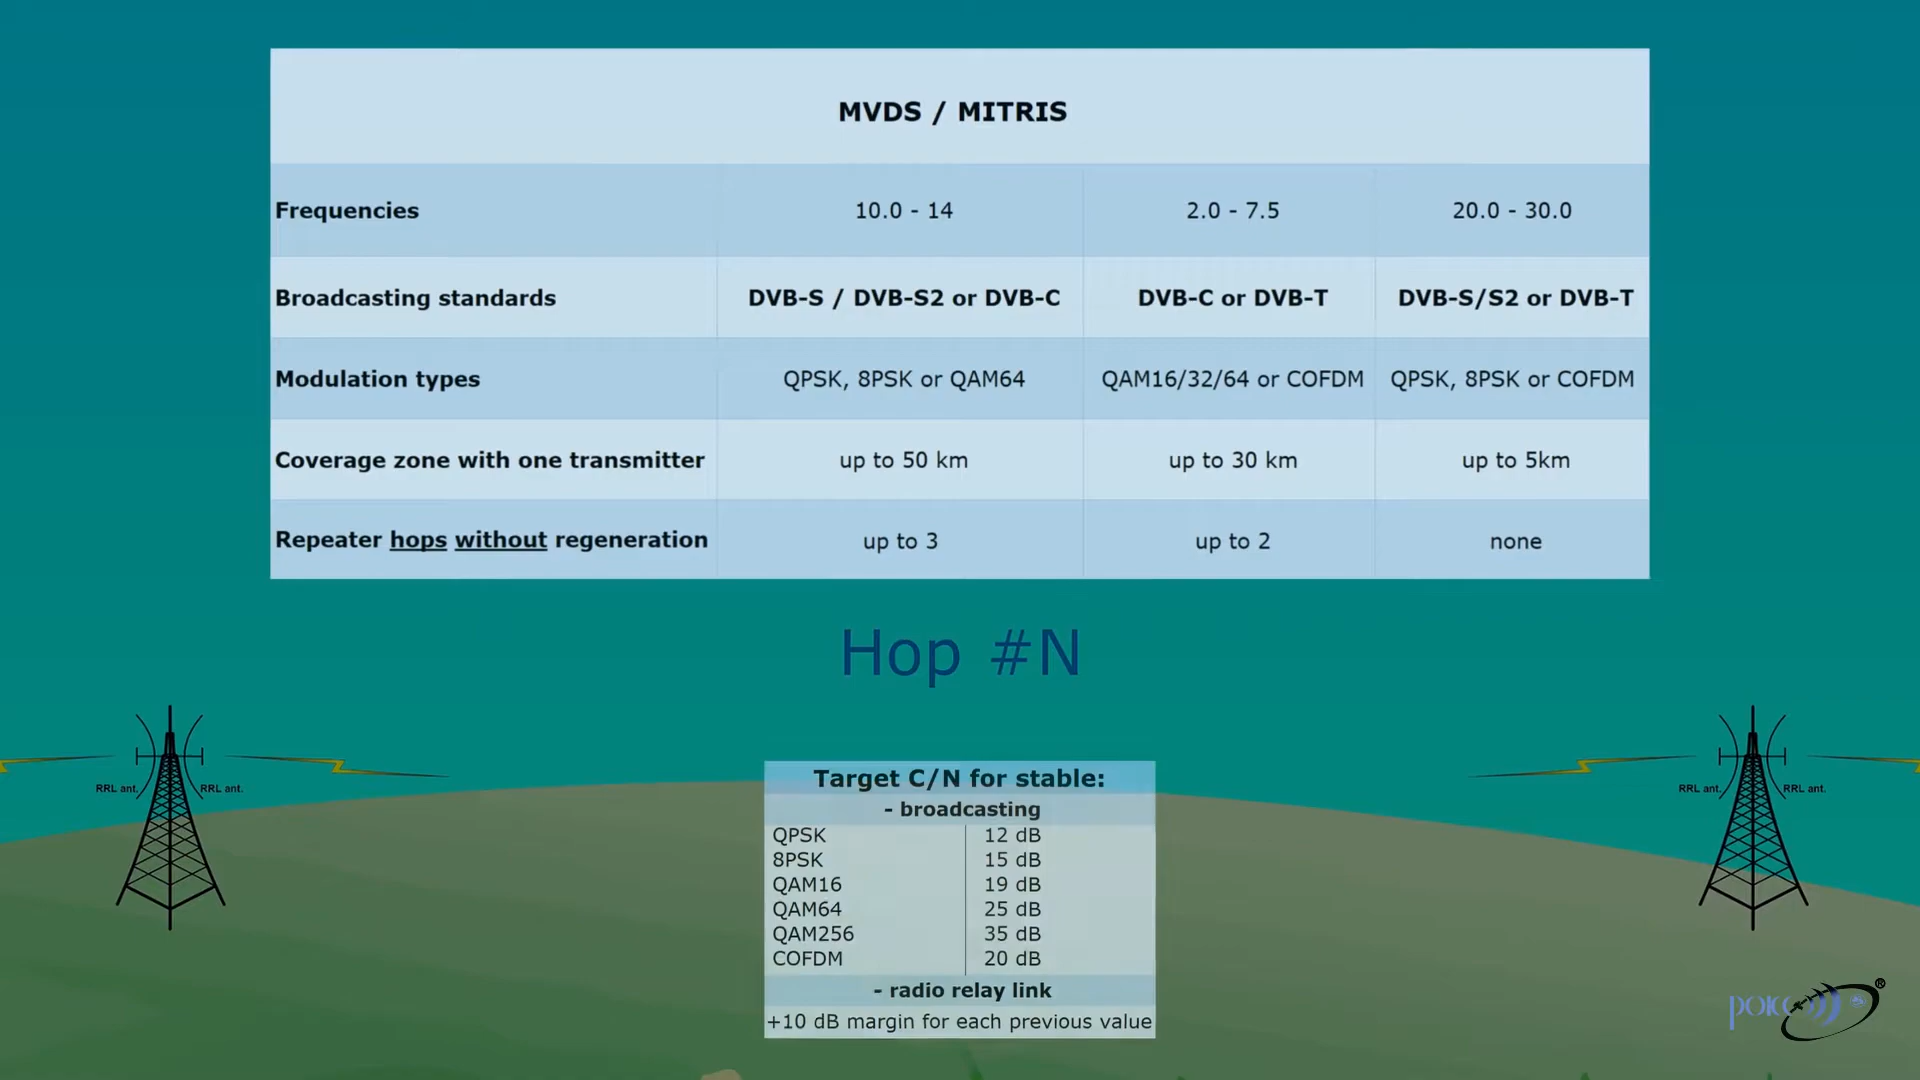 MVDS / MITRIS
Frequencies 10.0 - 14 2.0 - 7.5 20.0 - 30.0
Broadcasting standards DVB-S / DVB-S2 or DVB-C DVB-C or DVB-T DVB-S/S2 or DVB-T
Modulation types QPSK, 8PSK or QAM64 QAM16/32/64 or COFDM QPSK, 8PSK or COFDM
Coverage zone with one transmitter up to 50 km up to 30 km up to 5km
Repeater hops without regeneration up to 3 up to 2 none
Hop #N
RRL ant. RRL ant. RRL ant. RRL ant.
Target C/N for stable:
- broadcasting
QPSK 12 dB
8PSK 15 dB
QAM16 19 dB
QAM64 25 dB
QAM256 35 dB
COFDM 20 dB
- radio relay link
+10 dB margin for each previous value